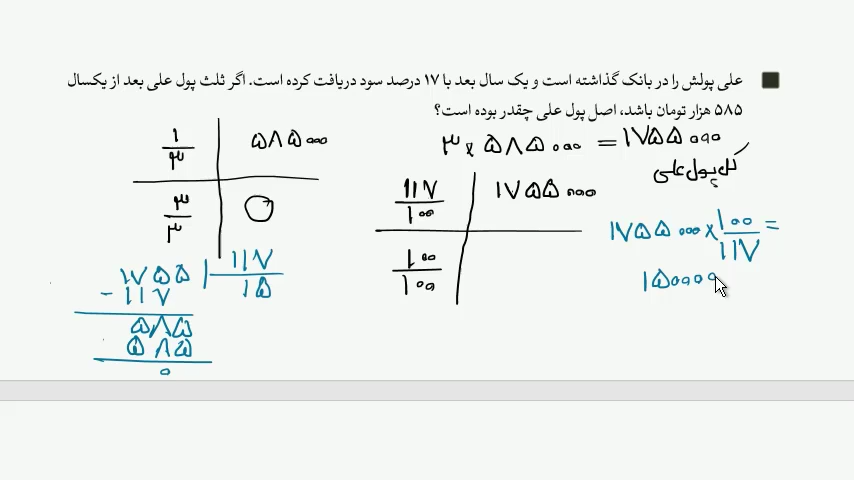 علی پولش را در بانک گذاشته است و یک سال بعد با ۱۷ درصد سود دریافت کرده است. اگر ثلث پول علی بعد از یکسال
۵۸۵ هزار تومان باشد، اصل پول علی چقدر بوده است؟
۱/۳ ۵۸۵۰۰۰
۳/۳
۳ × ۵۸۵۰۰۰ = ۱۷۵۵۰۰۰
کل پول علی
۱۱۷/۱۰۰ ۱۷۵۵۰۰۰
۱۰۰/۱۰۰
۱۷۵۵۰۰۰ × ۱۰۰/۱۱۷ =
۱۵۰۰۰۰
۱۷۵۵ ۱۱۷
- ۱۱۷ ۱۵
۵۸۵
۵۸۵
۰